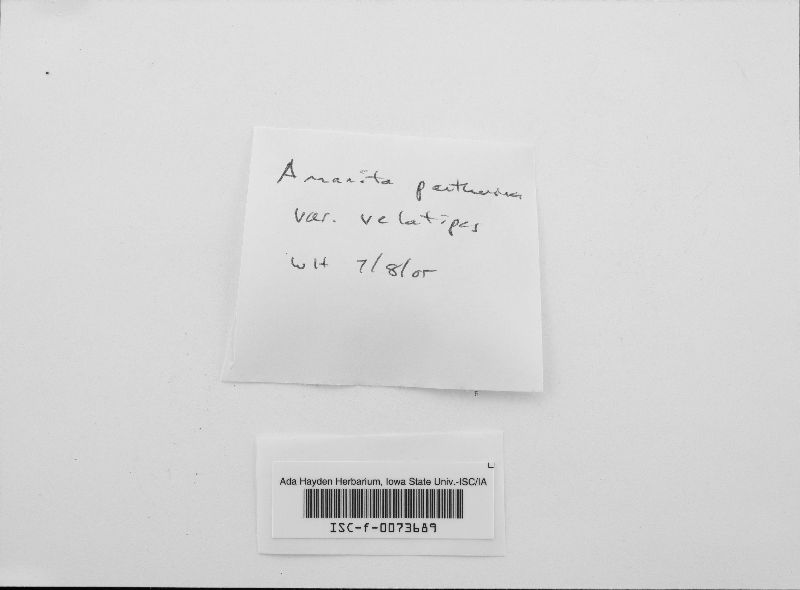 Amanita pantherina
var. velatipes
WH 7/8/05
Ada Hayden Herbarium, Iowa State Univ.-ISC/IA
ISC-f-0073689